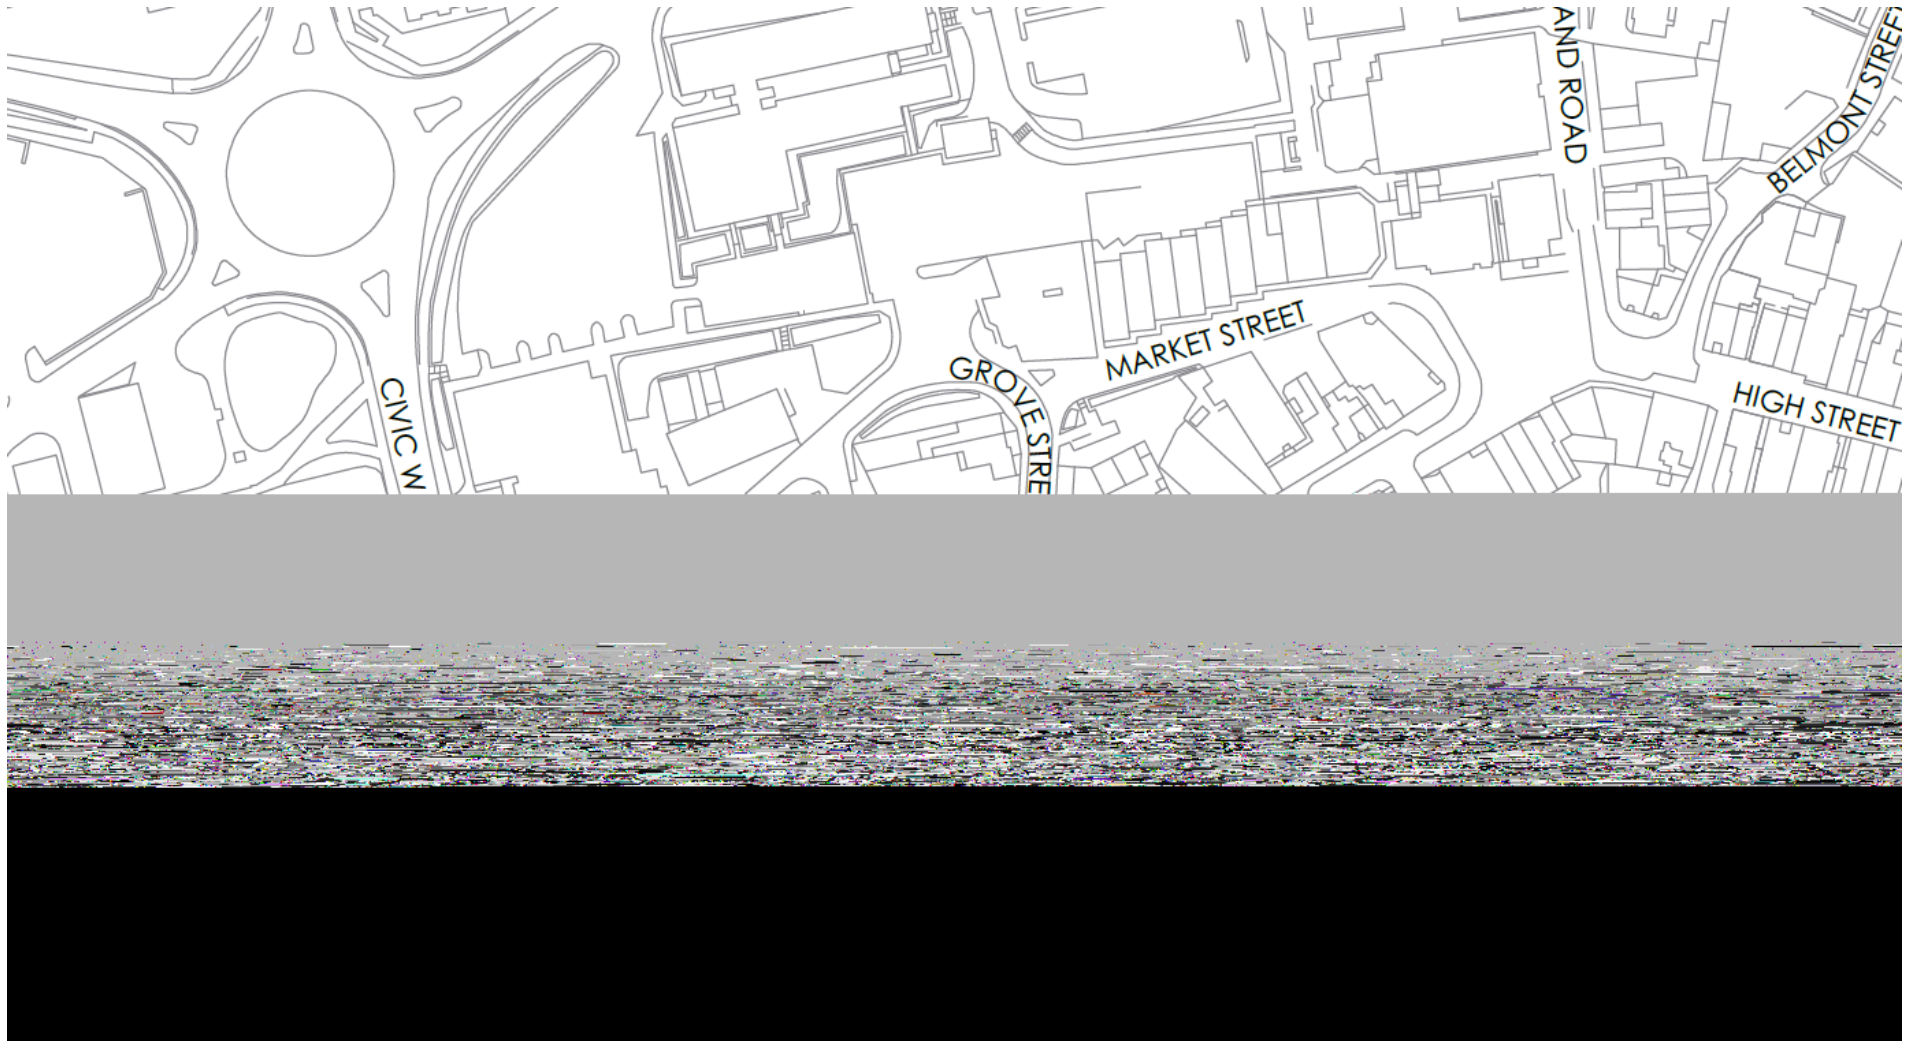 AND ROAD
BELMONT STREE
MARKET STREET
GROVE STRE
CIVIC W
HIGH STREET